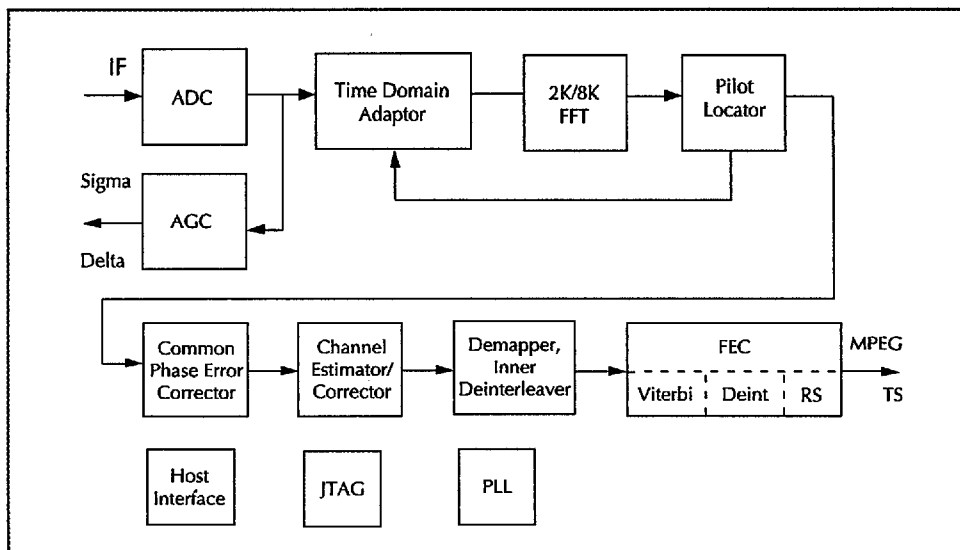 IF
ADC
Time Domain
Adaptor
2K/8K
FFT
Pilot
Locator
Sigma
AGC
Delta
Common
Phase Error
Corrector
Channel
Estimator/
Corrector
Demapper,
Inner
Deinterleaver
FEC
Viterbi
Deint
RS
MPEG
TS
Host
Interface
JTAG
PLL